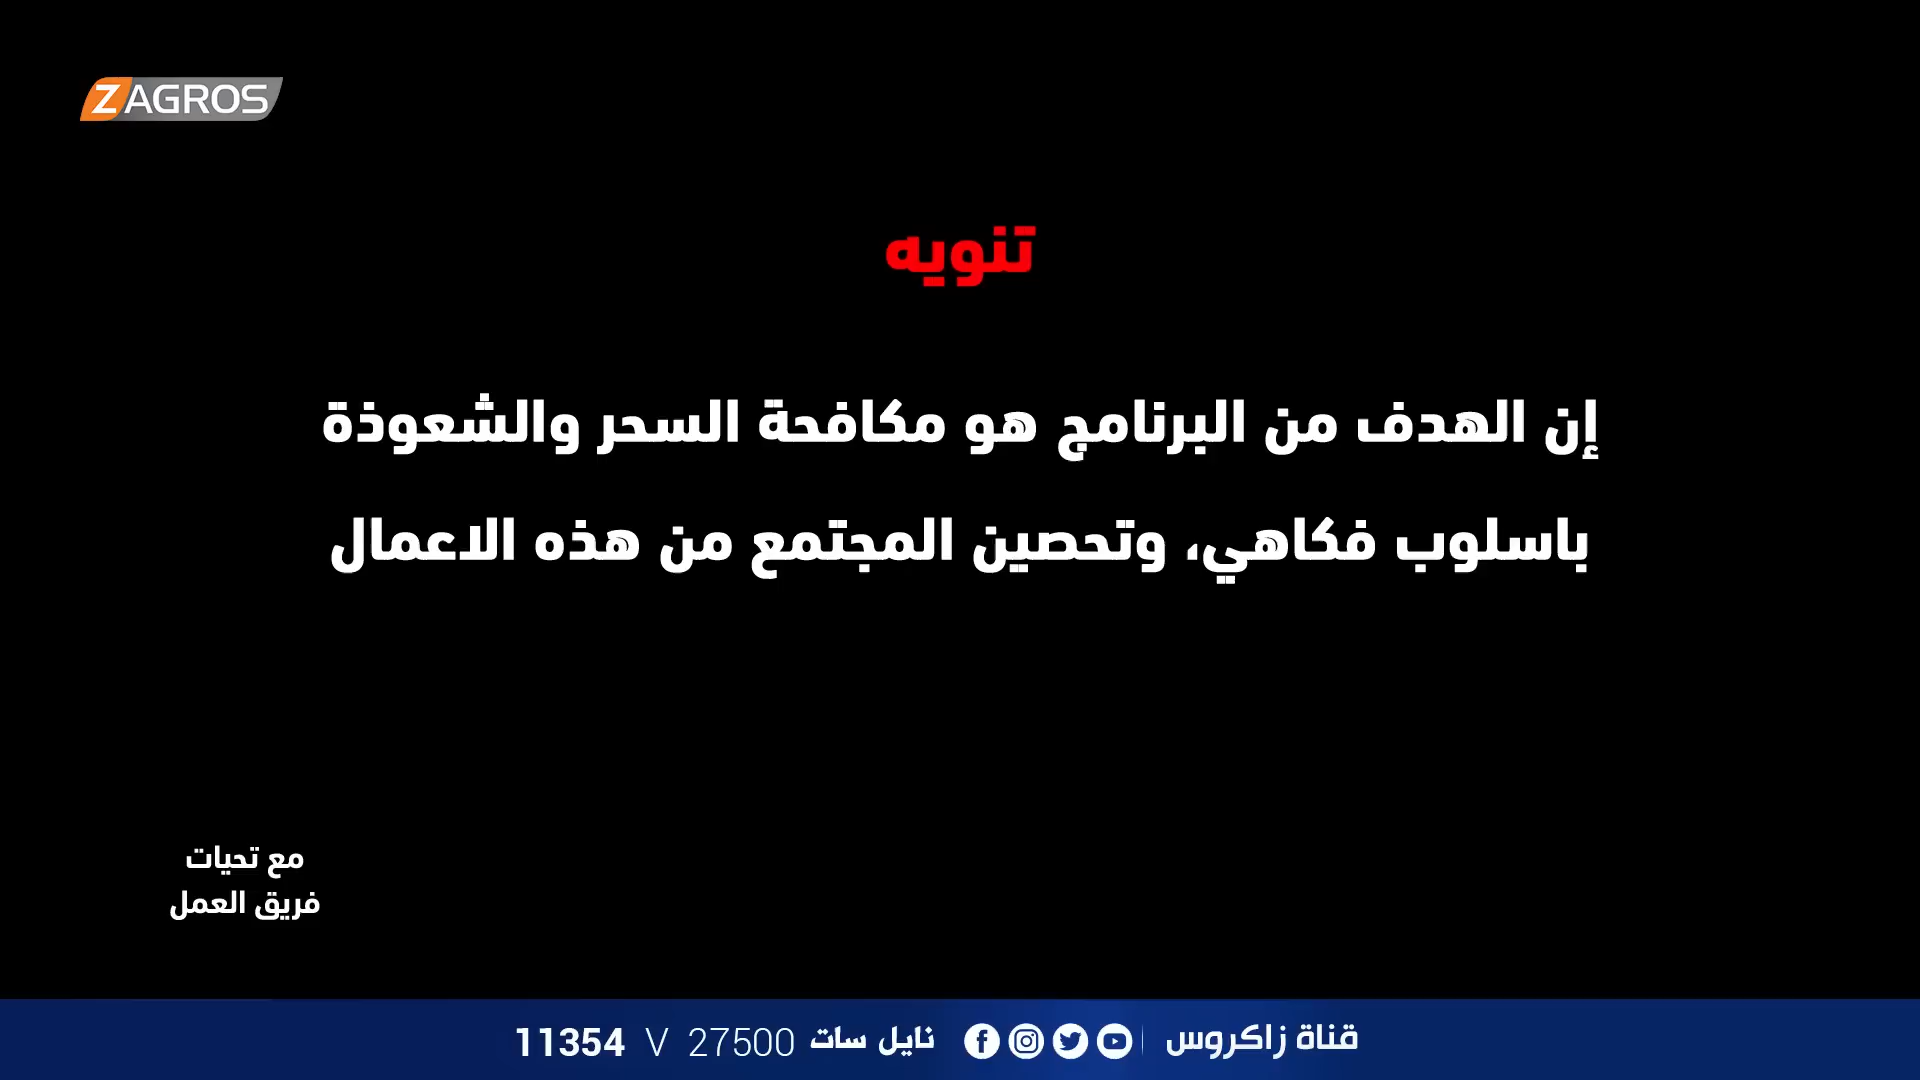 ZAGROS
تنويه
إن الهدف من البرنامج هو مكافحة السحر والشعوذة
باسلوب فكاهي، وتحصين المجتمع من هذه الاعمال
مع تحيات
فريق العمل
قناة زاكروس نايل سات 27500 V 11354